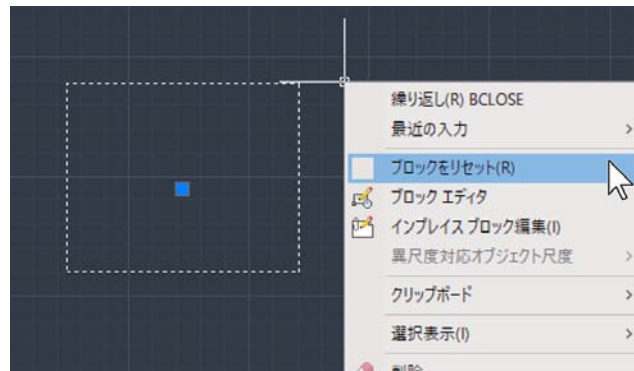 繰り返し(R) BCLOSE
最近の入力
ブロックをリセット(R)
ブロック エディタ
インプレイス ブロック編集(I)
異尺度対応オブジェクト尺度
クリップボード
選択表示(I)
削除